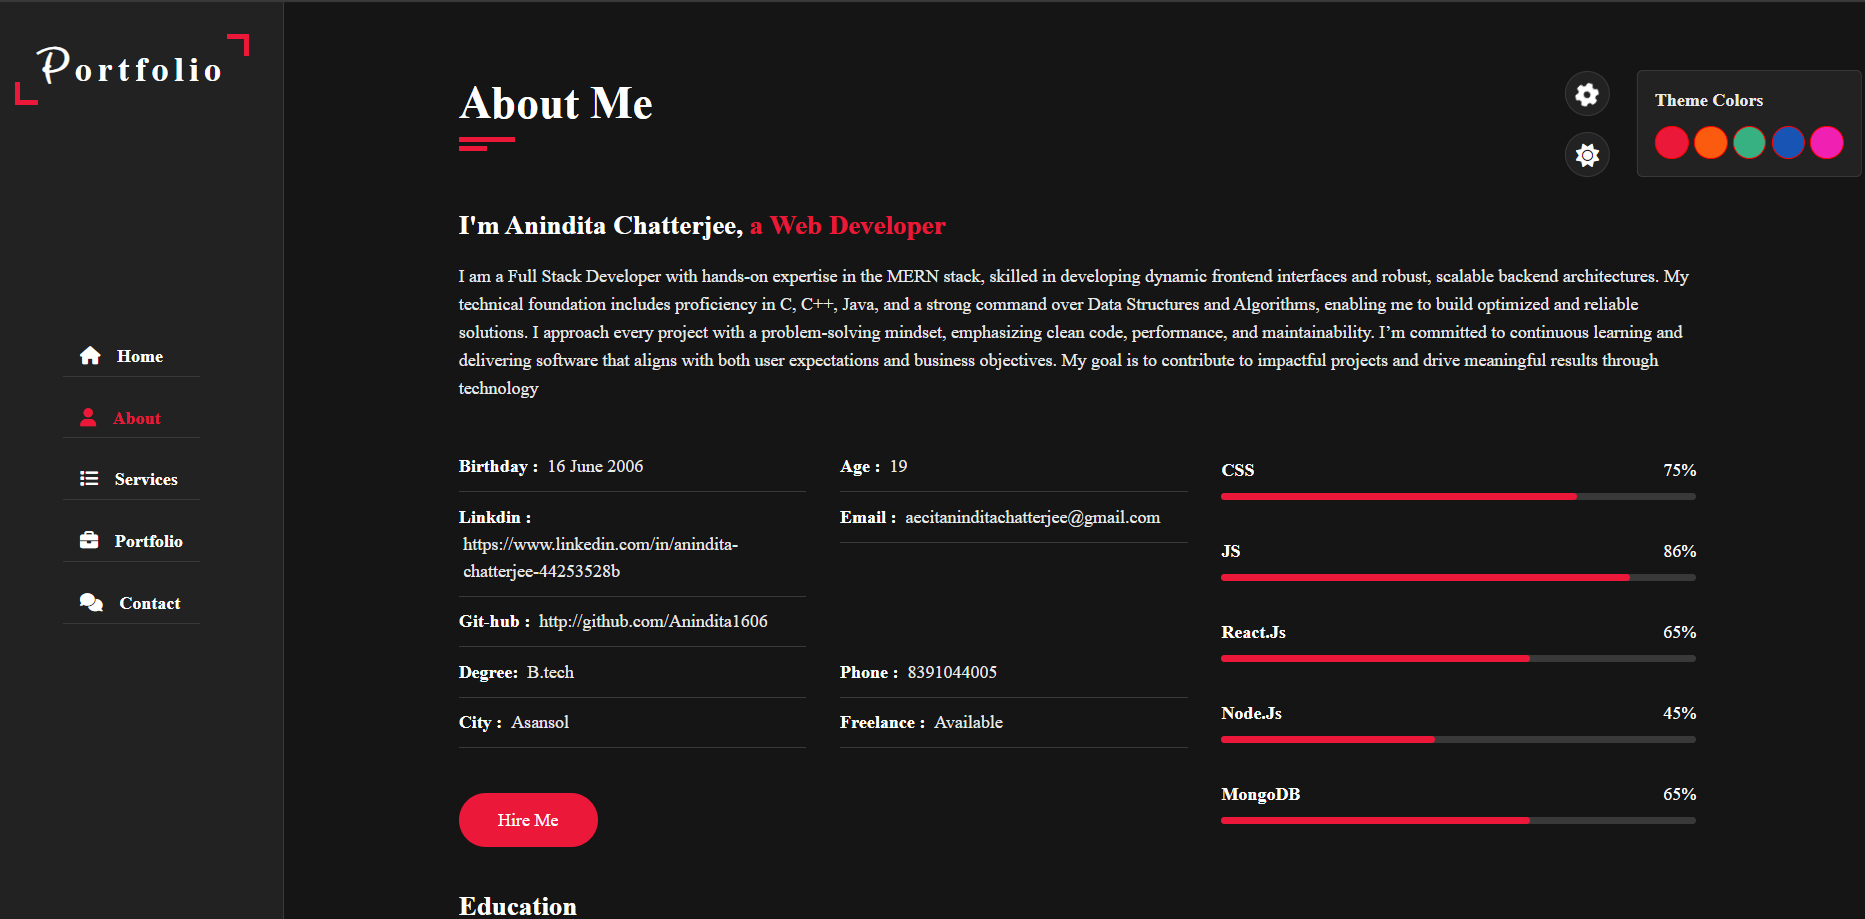 Portfolio
Home
About
Services
Portfolio
Contact
About Me
Theme Colors
I'm Anindita Chatterjee, a Web Developer
I am a Full Stack Developer with hands-on expertise in the MERN stack, skilled in developing dynamic frontend interfaces and robust, scalable backend architectures. My
technical foundation includes proficiency in C, C++, Java, and a strong command over Data Structures and Algorithms, enabling me to build optimized and reliable
solutions. I approach every project with a problem-solving mindset, emphasizing clean code, performance, and maintainability. I’m committed to continuous learning and
delivering software that aligns with both user expectations and business objectives. My goal is to contribute to impactful projects and drive meaningful results through
technology
Birthday : 16 June 2006
Age : 19
Linkdin :
https://www.linkedin.com/in/anindita-
chatterjee-44253528b
Email : aecitaninditachatterjee@gmail.com
Git-hub : http://github.com/Anindita1606
Degree: B.tech
Phone : 8391044005
City : Asansol
Freelance : Available
CSS 75%
JS 86%
React.Js 65%
Node.Js 45%
MongoDB 65%
Hire Me
Education